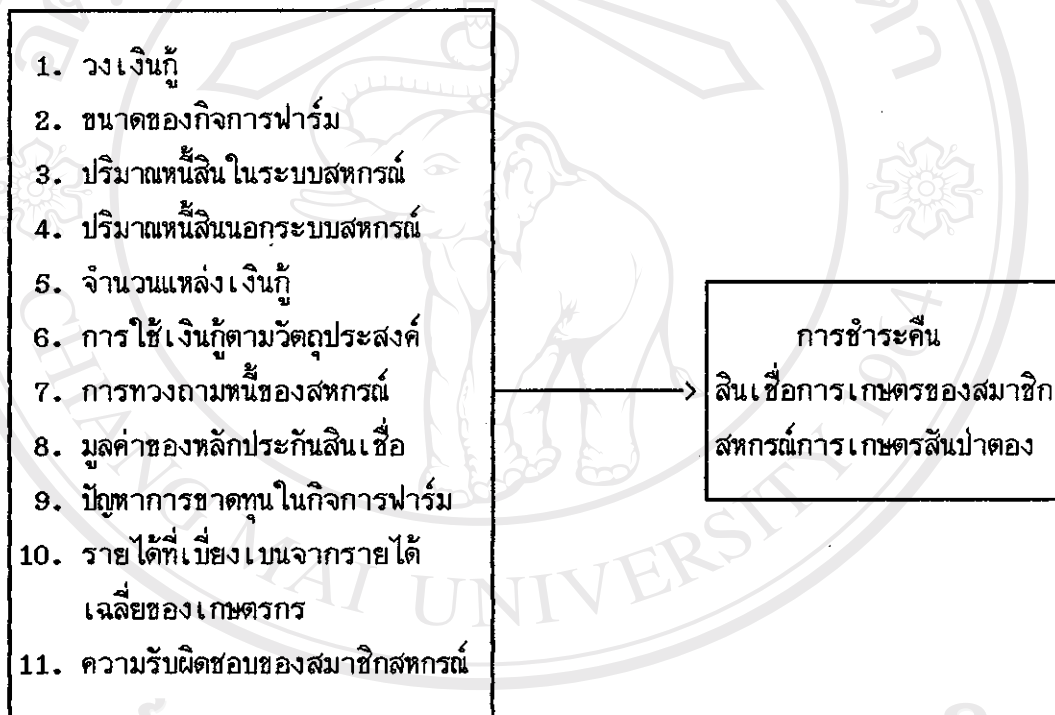 1. วงเงินกู้
2. ขนาดของกิจการฟาร์ม
3. ปริมาณหนี้สินในระบบสหกรณ์
4. ปริมาณหนี้สินนอกระบบสหกรณ์
5. จำนวนแหล่งเงินกู้
6. การใช้เงินกู้ตามวัตถุประสงค์
7. การทวงถามหนี้ของสหกรณ์
8. มูลค่าของหลักประกันสินเชื่อ
9. ปัญหาการขาดทุนในกิจการฟาร์ม
10. รายได้ที่เบี่ยงเบนจากรายได้
เฉลี่ยของเกษตรกร
11. ความรับผิดชอบของสมาชิกสหกรณ์
การชำระคืน
สินเชื่อการเกษตรของสมาชิก
สหกรณ์การเกษตรสันป่าตอง
CHIANG MAI UNIVERSITY 1964